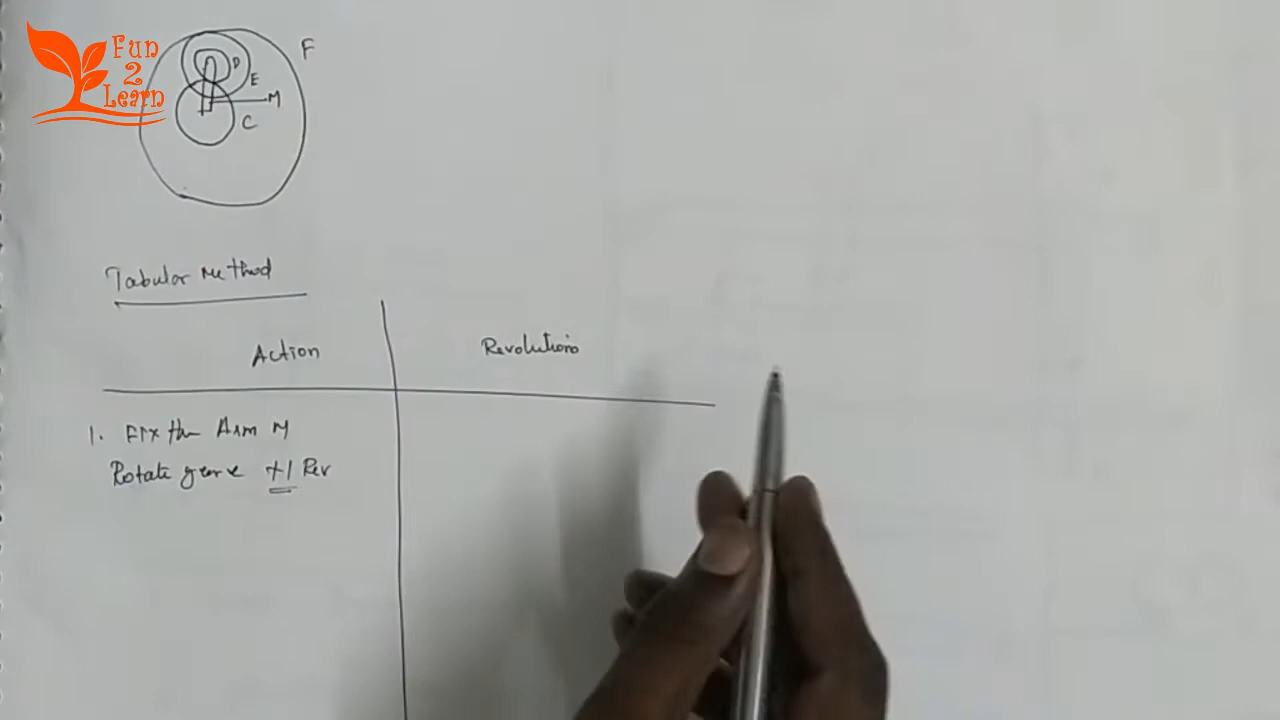 Fun
2
Learn
F
D
E
M
C
Tabular Method
Action
Revolutions
1. Fix the Arm M
Rotate gear +1 Rev